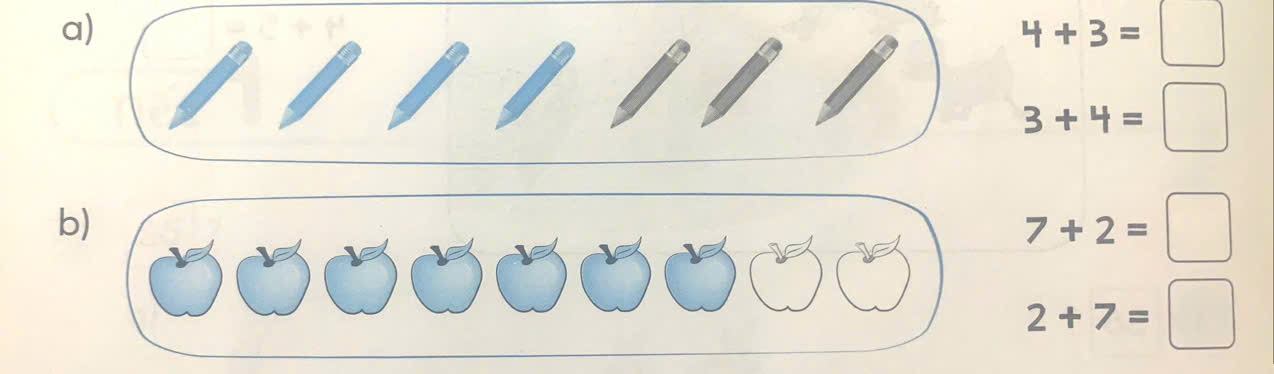 a)
4 + 3 =
3 + 4 =
b)
7 + 2 =
2 + 7 =